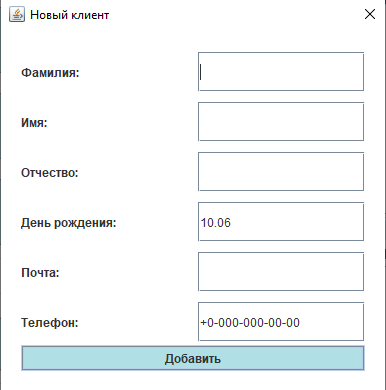 Новый клиент
Фамилия:
Имя:
Отчество:
День рождения: 10.06
Почта:
Телефон: +0-000-000-00-00
Добавить